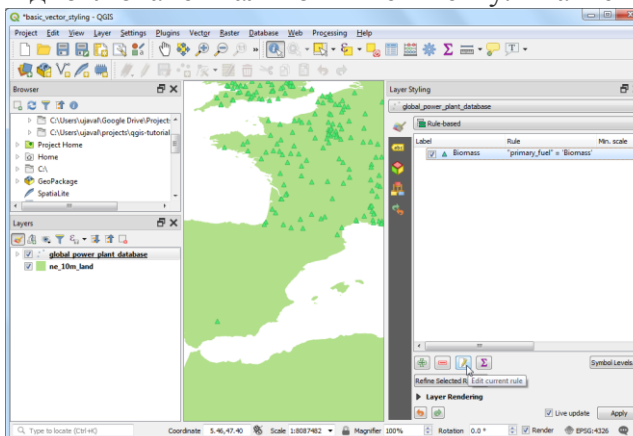 *basic_vector_styling - QGIS
Project Edit View Layer Settings Plugins Vector Raster Database Web Processing Help
Browser
C:\Users\ujaval\Google Drive\Project
C:\Users\ujaval\projects\qgis-tutorial
Project Home
Home
C:\
GeoPackage
SpatiaLite
Layers
global_power_plant_database
ne_10m_land
Layer Styling
global_power_plant_database
Rule-based
Label Rule Min. scale
Biomass "primary_fuel" = 'Biomass'
Symbol Levels
Refine Selected R
Edit current rule
Layer Rendering
Live update Apply
Type to locate (Ctrl+K) Coordinate 5.46,47.40 Scale 1:8087482 Magnifier 100% Rotation 0.0 ° Render EPSG:4326